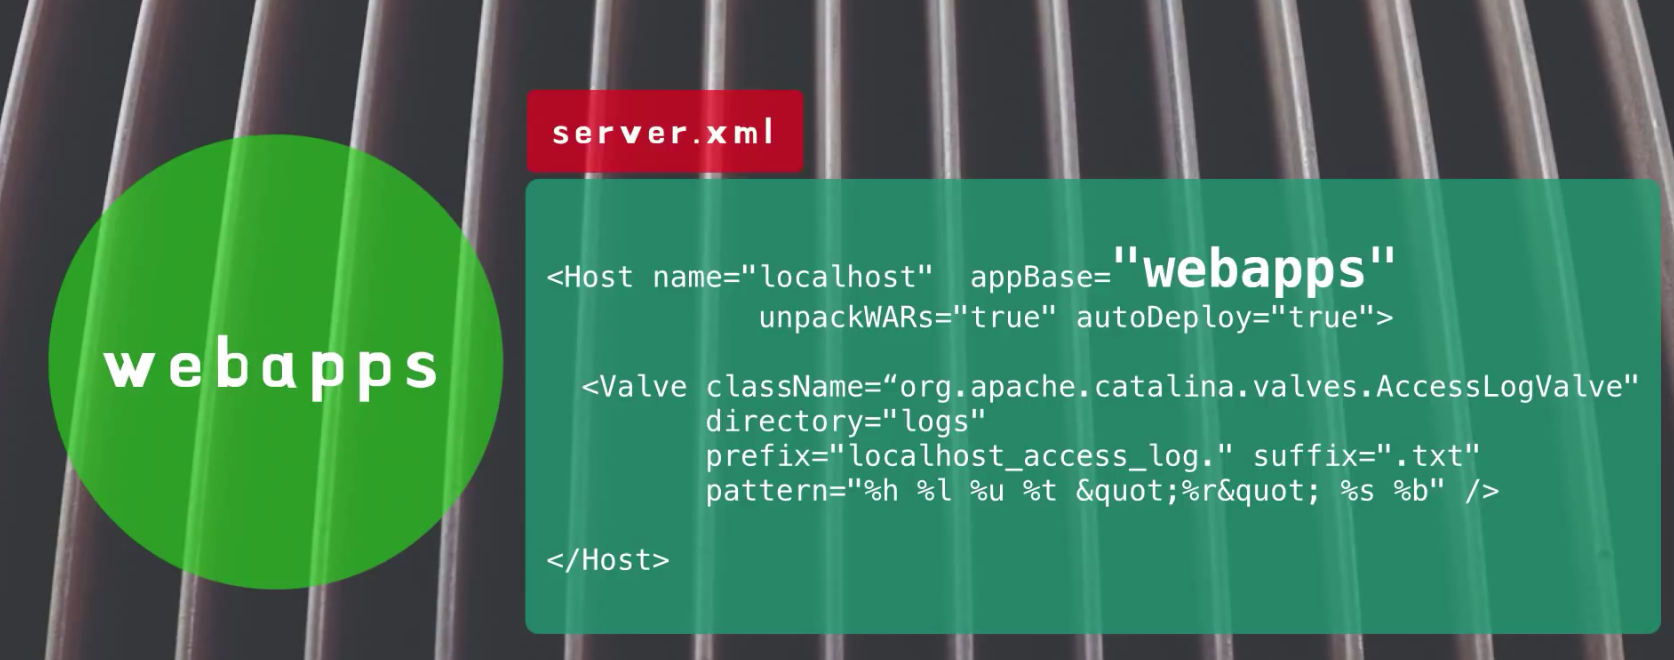 webapps
server.xml
<Host name="localhost"  appBase="webapps"
            unpackWARs="true" autoDeploy="true">
  <Valve className=“org.apache.catalina.valves.AccessLogValve"
         directory="logs"
         prefix="localhost_access_log." suffix=".txt"
         pattern="%h %l %u %t &quot;%r&quot; %s %b" />
</Host>